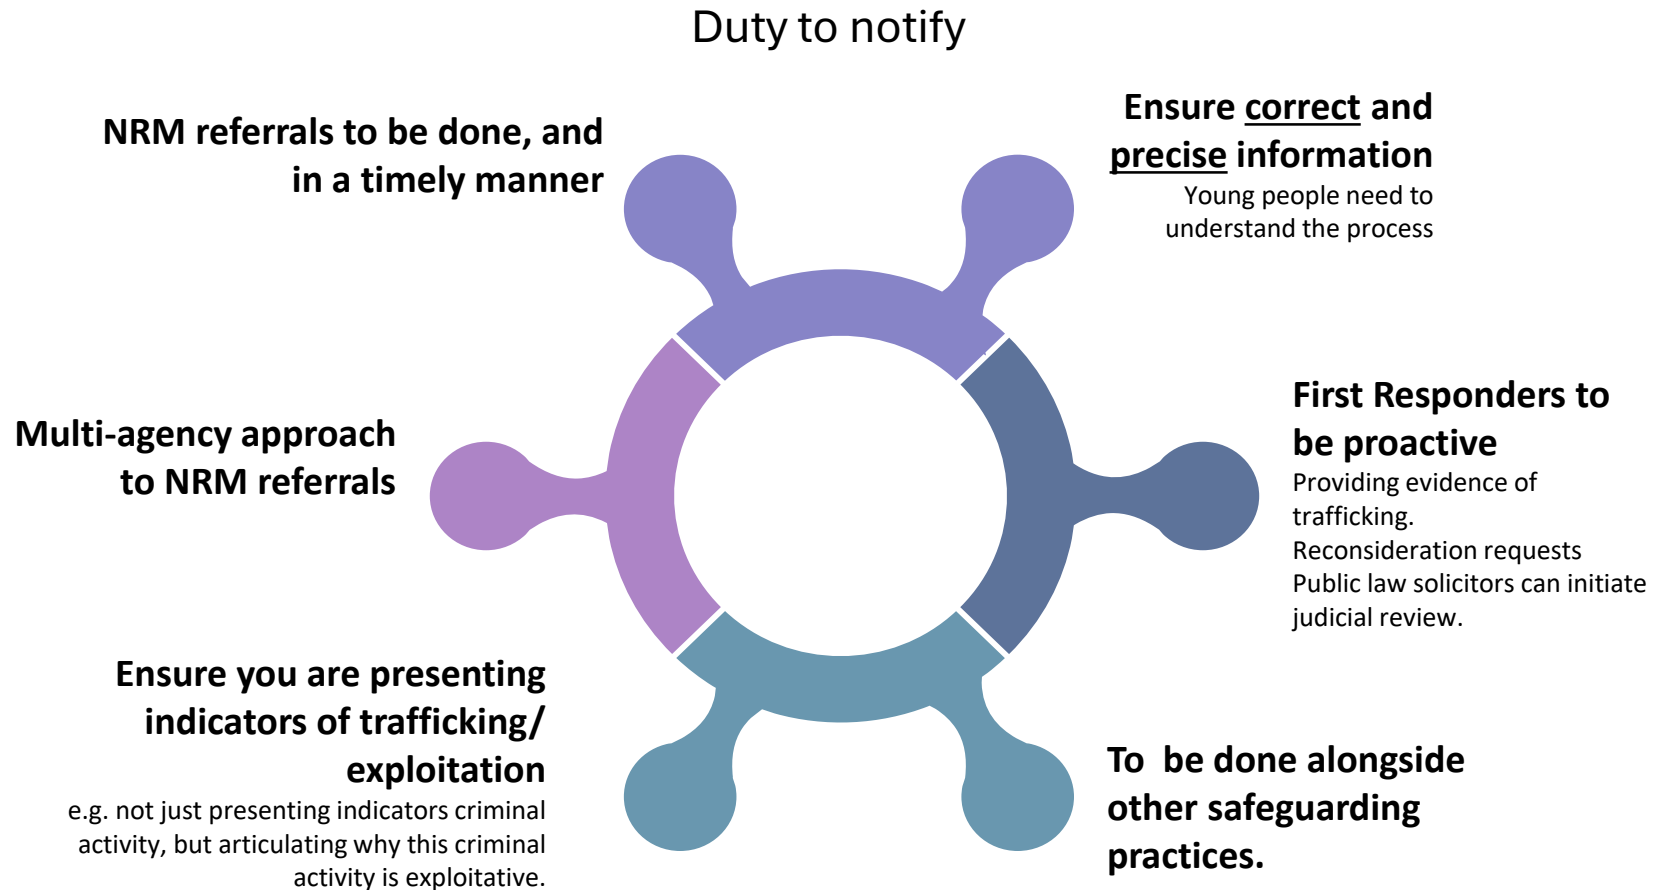 Duty to notify
NRM referrals to be done, and
in a timely manner
Ensure correct and
precise information
Young people need to
understand the process
Multi-agency approach
to NRM referrals
First Responders to
be proactive
Providing evidence of
trafficking.
Reconsideration requests
Public law solicitors can initiate
judicial review.
Ensure you are presenting
indicators of trafficking/
exploitation
e.g. not just presenting indicators criminal
activity, but articulating why this criminal
activity is exploitative.
To  be done alongside
other safeguarding
practices.